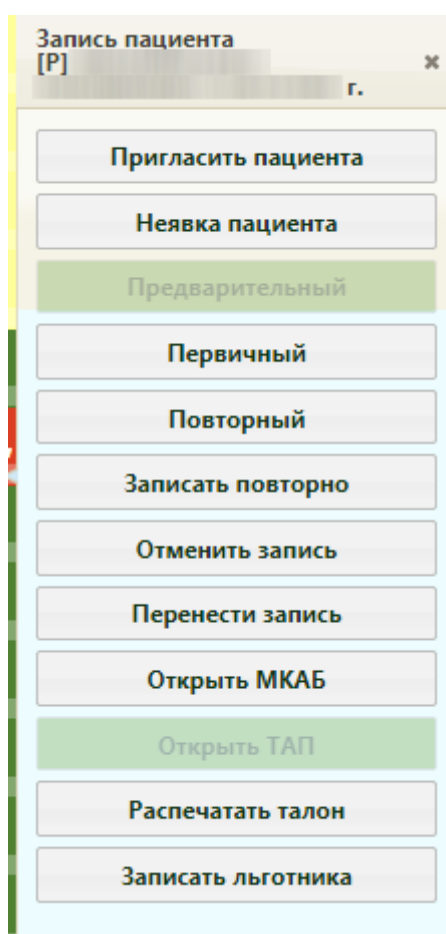 Запись пациента
[Р]
г.
Пригласить пациента
Неявка пациента
Предварительный
Первичный
Повторный
Записать повторно
Отменить запись
Перенести запись
Открыть МКАБ
Открыть ТАП
Распечатать талон
Записать льготника